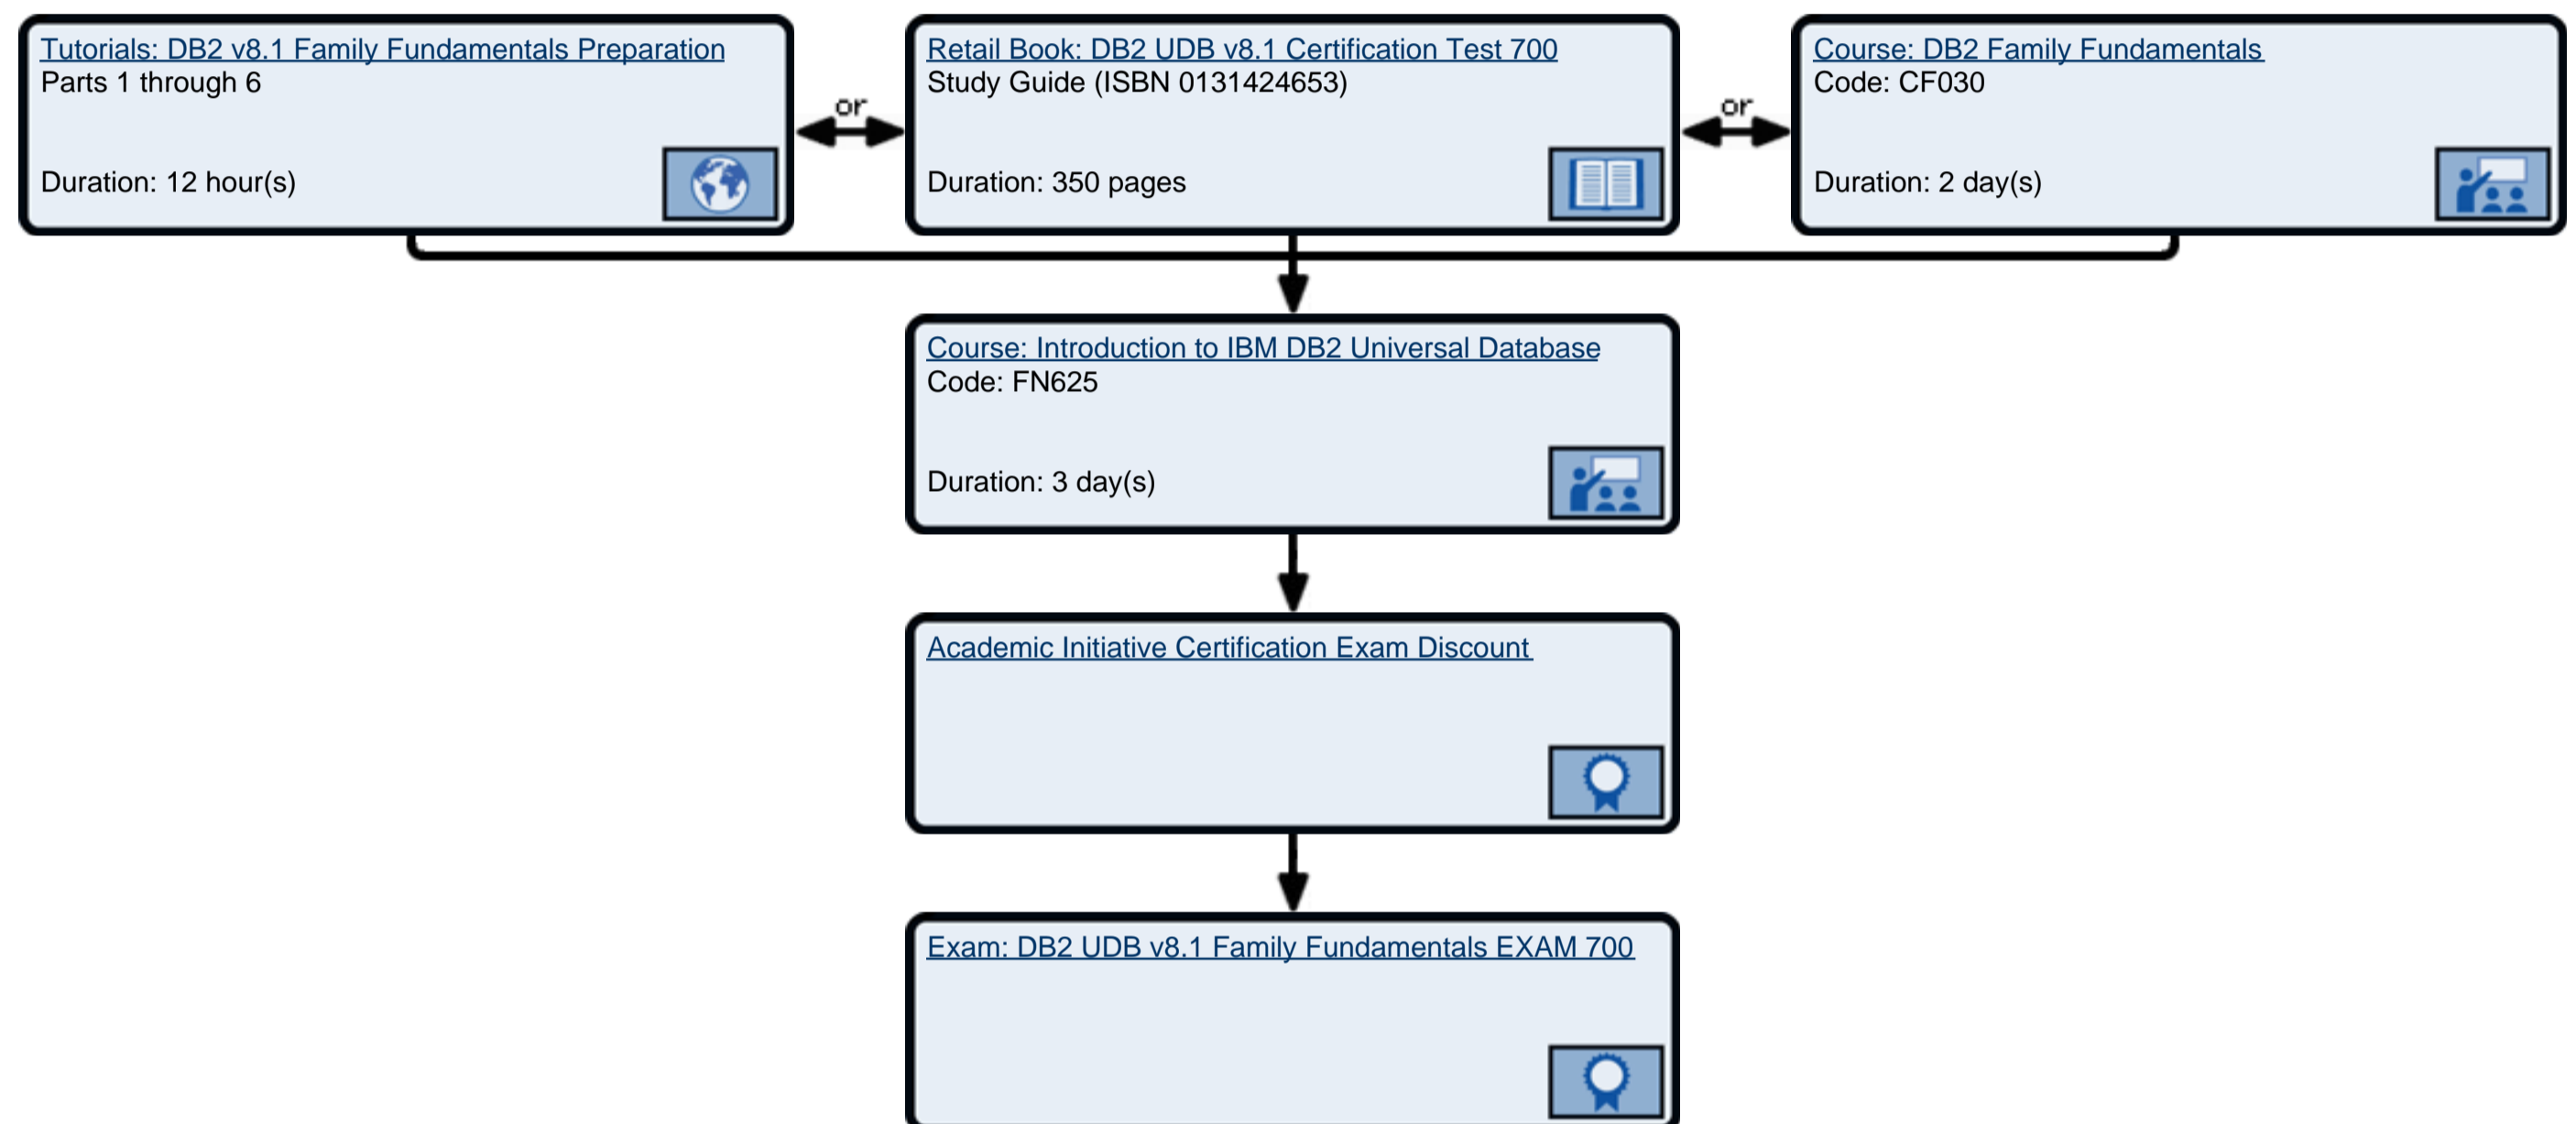 Tutorials: DB2 v8.1 Family Fundamentals Preparation
Parts 1 through 6
Duration: 12 hour(s)
or
Retail Book: DB2 UDB v8.1 Certification Test 700
Study Guide (ISBN 0131424653)
Duration: 350 pages
or
Course: DB2 Family Fundamentals
Code: CF030
Duration: 2 day(s)
Course: Introduction to IBM DB2 Universal Database
Code: FN625
Duration: 3 day(s)
Academic Initiative Certification Exam Discount
Exam: DB2 UDB v8.1 Family Fundamentals EXAM 700